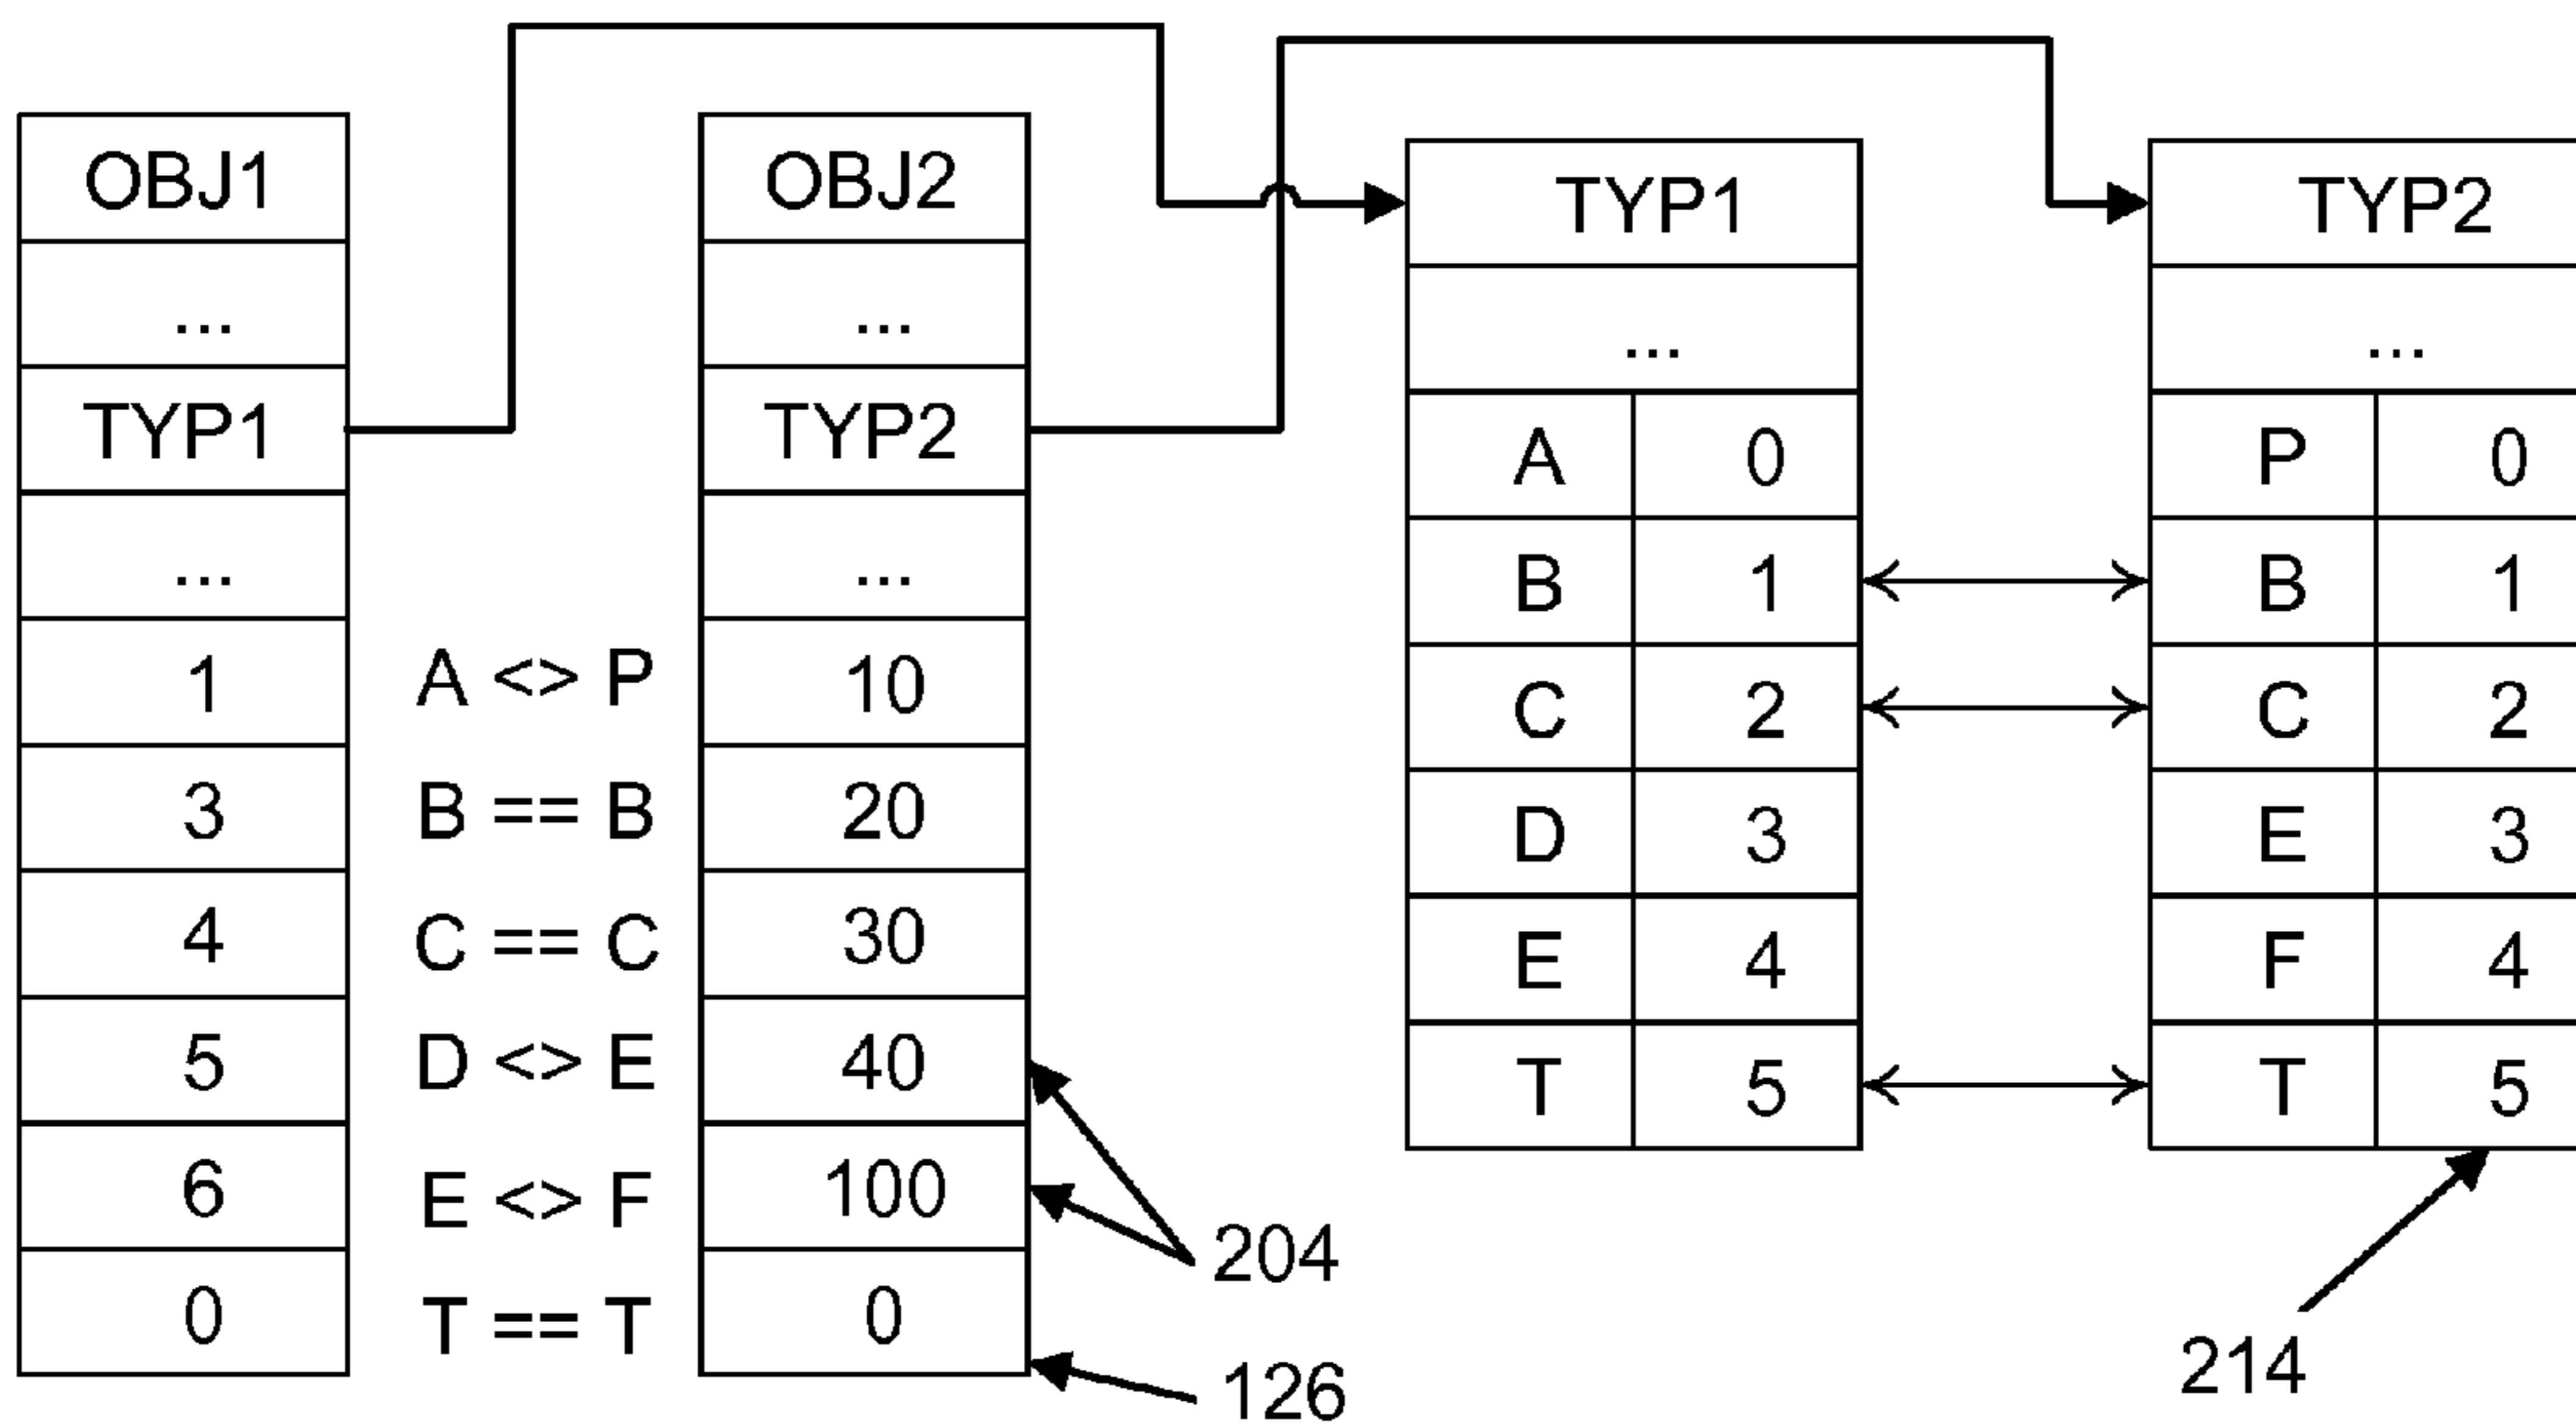 OBJ1
...
TYP1
...
1
3
4
5
6
0
A <> P
B == B
C == C
D <> E
E <> F
T == T
OBJ2
...
TYP2
...
10
20
30
40
100
0
204
126
TYP1
...
A 0
B 1
C 2
D 3
E 4
T 5
TYP2
...
P 0
B 1
C 2
E 3
F 4
T 5
214